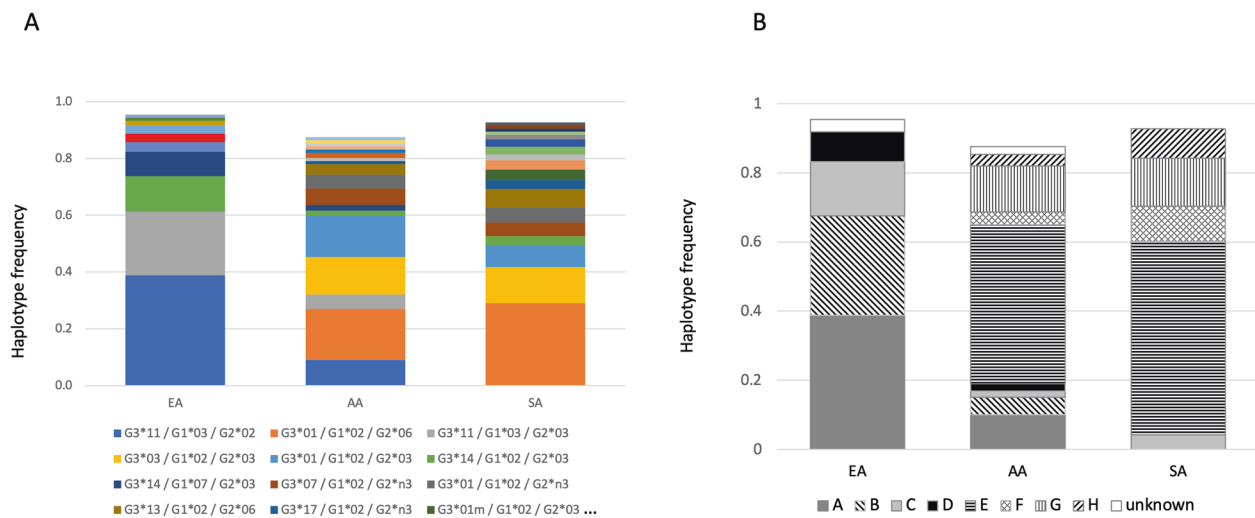 A
Haplotype frequency
1.0
0.8
0.6
0.4
0.2
0.0
EA AA SA
G3*11 / G1*03 / G2*02 G3*01 / G1*02 / G2*06 G3*11 / G1*03 / G2*03
G3*03 / G1*02 / G2*03 G3*01 / G1*02 / G2*03 G3*14 / G1*02 / G2*03
G3*14 / G1*07 / G2*03 G3*07 / G1*02 / G2*n3 G3*01 / G1*02 / G2*n3
G3*13 / G1*02 / G2*06 G3*17 / G1*02 / G2*n3 G3*01m / G1*02 / G2*03 ...
B
Haplotype frequency
1
0.8
0.6
0.4
0.2
0
EA AA SA
A B C D E F G H unknown